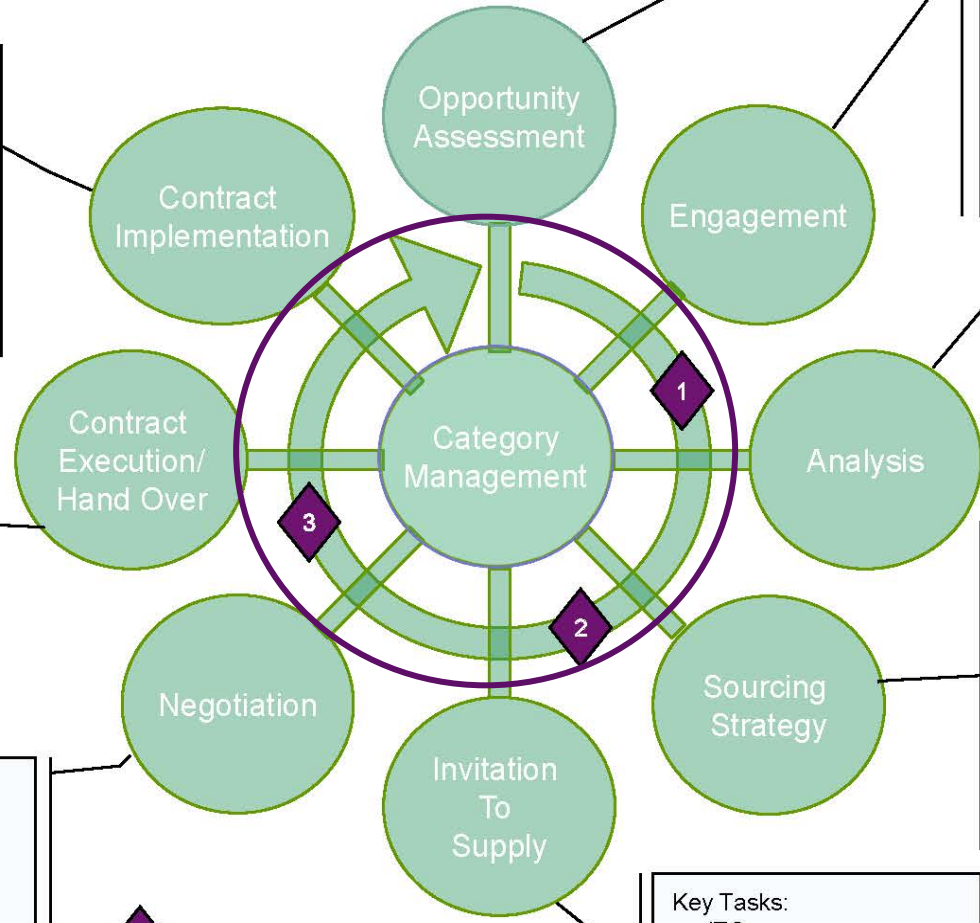 Opportunity
Assessment
Engagement
Analysis
Sourcing
Strategy
Invitation
To
Supply
Negotiation
Contract
Execution/
Hand Over
Contract
Implementation
Category
Management
1
2
3
Key Tasks: